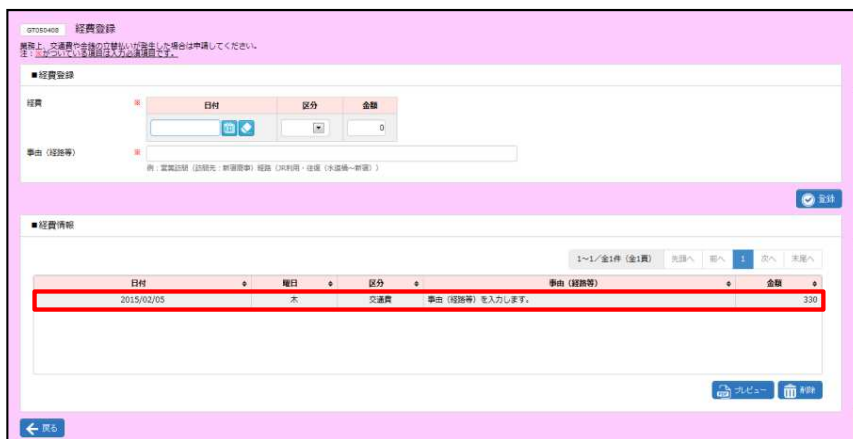 GT050400 経費登録
業務上、交通費や金銭の立替払いが発生した場合は申請してください。
注：※がついている項目は入力必須項目です。
■経費登録
経費 ※ 日付 区分 金額
0
事由（経路等） ※
例：営業訪問（訪問先：新宿商事）経路（JR利用・往復（水道橋～新宿））
登録
■経費情報
1～1／全1件（全1頁） 先頭へ 前へ 1 次へ 末尾へ
日付 曜日 区分 事由（経路等） 金額
2015/02/05 木 交通費 事由（経路等）を入力します。 330
プレビュー 削除
戻る